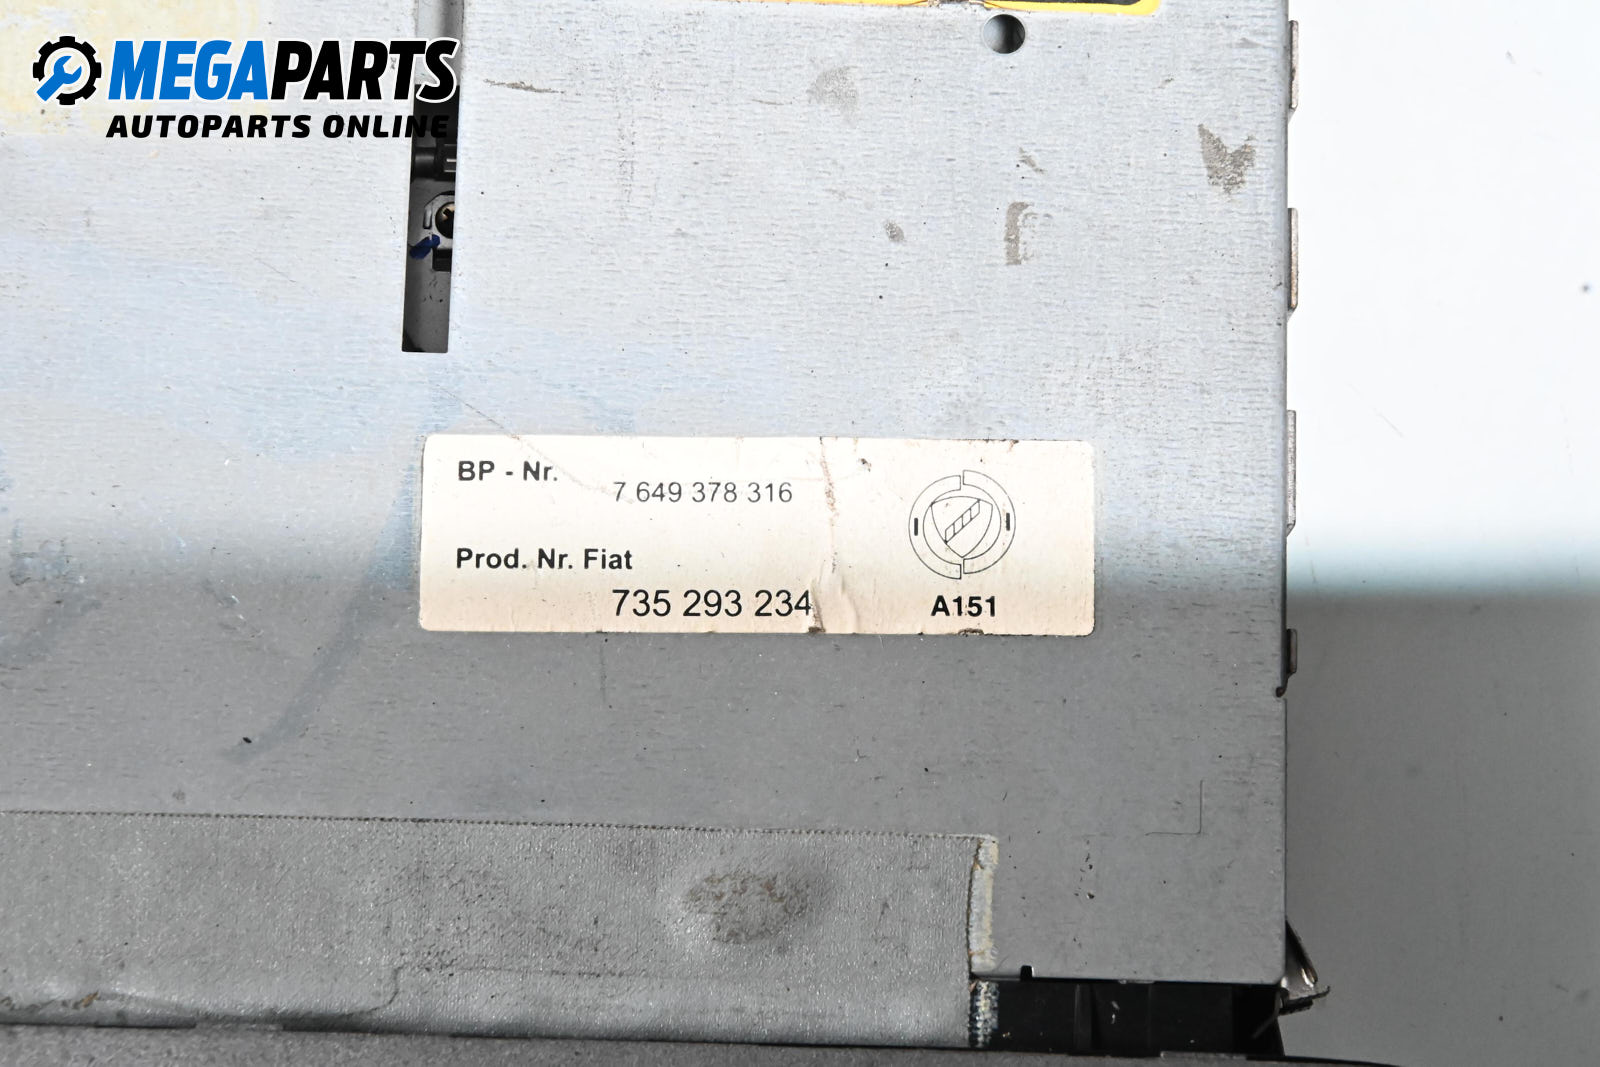 MEGAPARTS
AUTOPARTS ONLINE
BP - Nr.
7 649 378 316
Prod. Nr. Fiat
735 293 234
A151